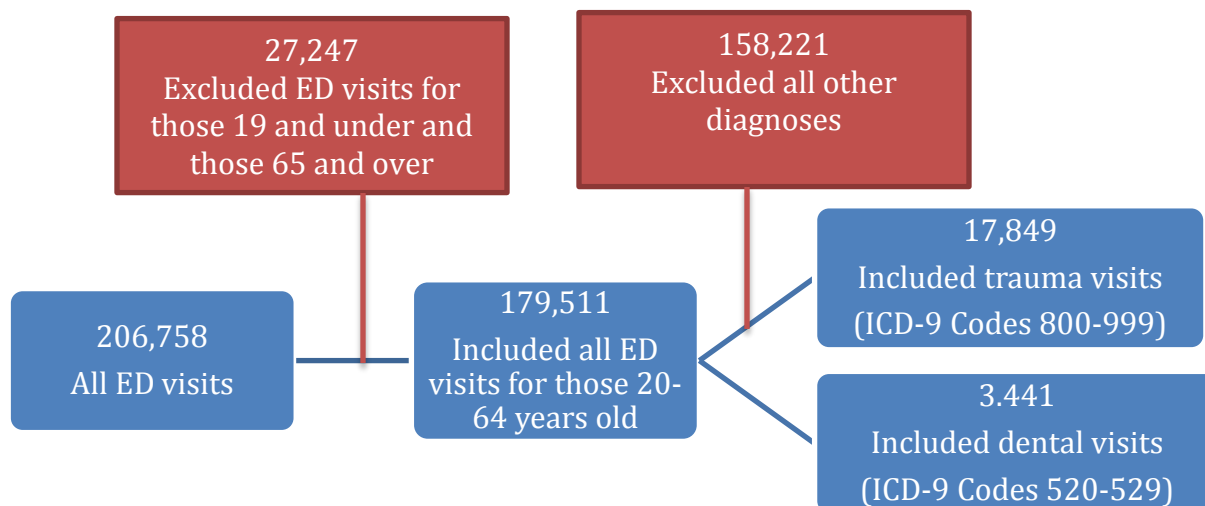 27,247
Excluded ED visits for
those 19 and under and
those 65 and over
158,221
Excluded all other
diagnoses
206,758
All ED visits
179,511
Included all ED
visits for those 20-
64 years old
17,849
Included trauma visits
(ICD-9 Codes 800-999)
3.441
Included dental visits
(ICD-9 Codes 520-529)